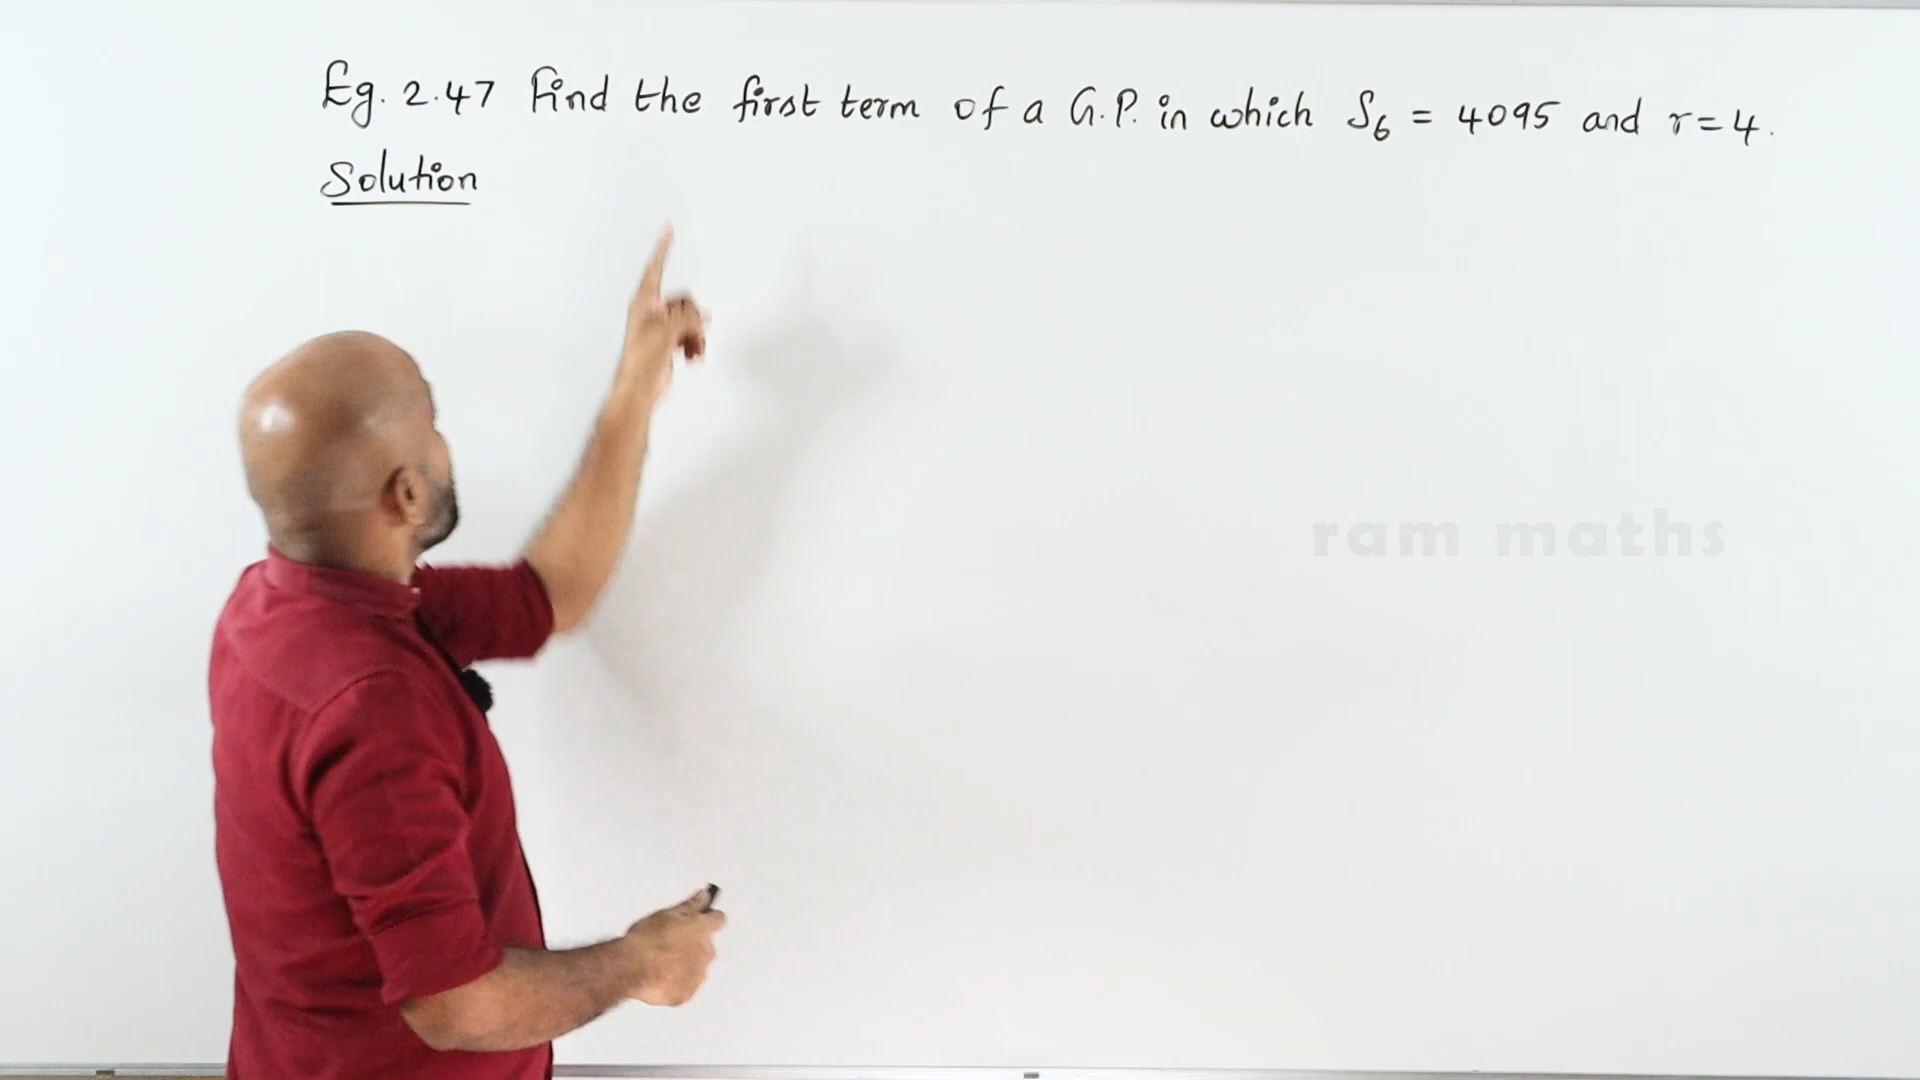 Eg. 2.47 Find the first term of a G.P. in which S₆ = 4095 and r = 4.
Solution
ram maths